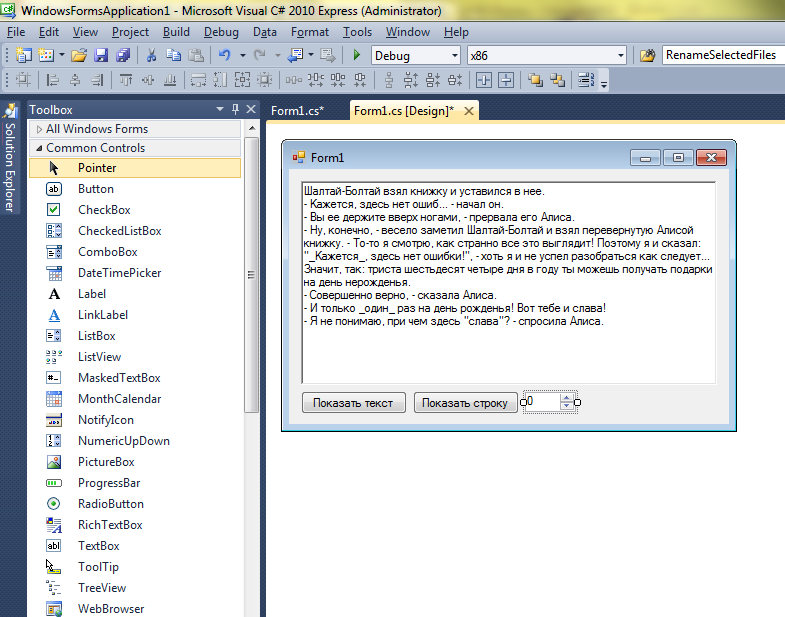 WindowsFormsApplication1 - Microsoft Visual C# 2010 Express (Administrator)
File Edit View Project Build Debug Data Format Tools Window Help
Debug x86 RenameSelectedFiles
Solution Explorer
Toolbox
Form1.cs* Form1.cs [Design]*
All Windows Forms
Common Controls
Pointer
Button
CheckBox
CheckedListBox
ComboBox
DateTimePicker
Label
LinkLabel
ListBox
ListView
MaskedTextBox
MonthCalendar
NotifyIcon
NumericUpDown
PictureBox
ProgressBar
RadioButton
RichTextBox
TextBox
ToolTip
TreeView
WebBrowser
Form1
Шалтай-Болтай взял книжку и уставился в нее.
- Кажется, здесь нет ошиб... - начал он.
- Вы ее держите вверх ногами, - прервала его Алиса.
- Ну, конечно, - весело заметил Шалтай-Болтай и взял перевернутую Алисой
книжку. - То-то я смотрю, как странно все это выглядит! Поэтому я и сказал:
"_Кажется_, здесь нет ошибки!", - хоть я и не успел разобраться как следует...
Значит, так: триста шестьдесят четыре дня в году ты можешь получать подарки
на день нерожденья.
- Совершенно верно, - сказала Алиса.
- И только _один_ раз на день рожденья! Вот тебе и слава!
- Я не понимаю, при чем здесь "слава"? - спросила Алиса.
Показать текст Показать строку 0